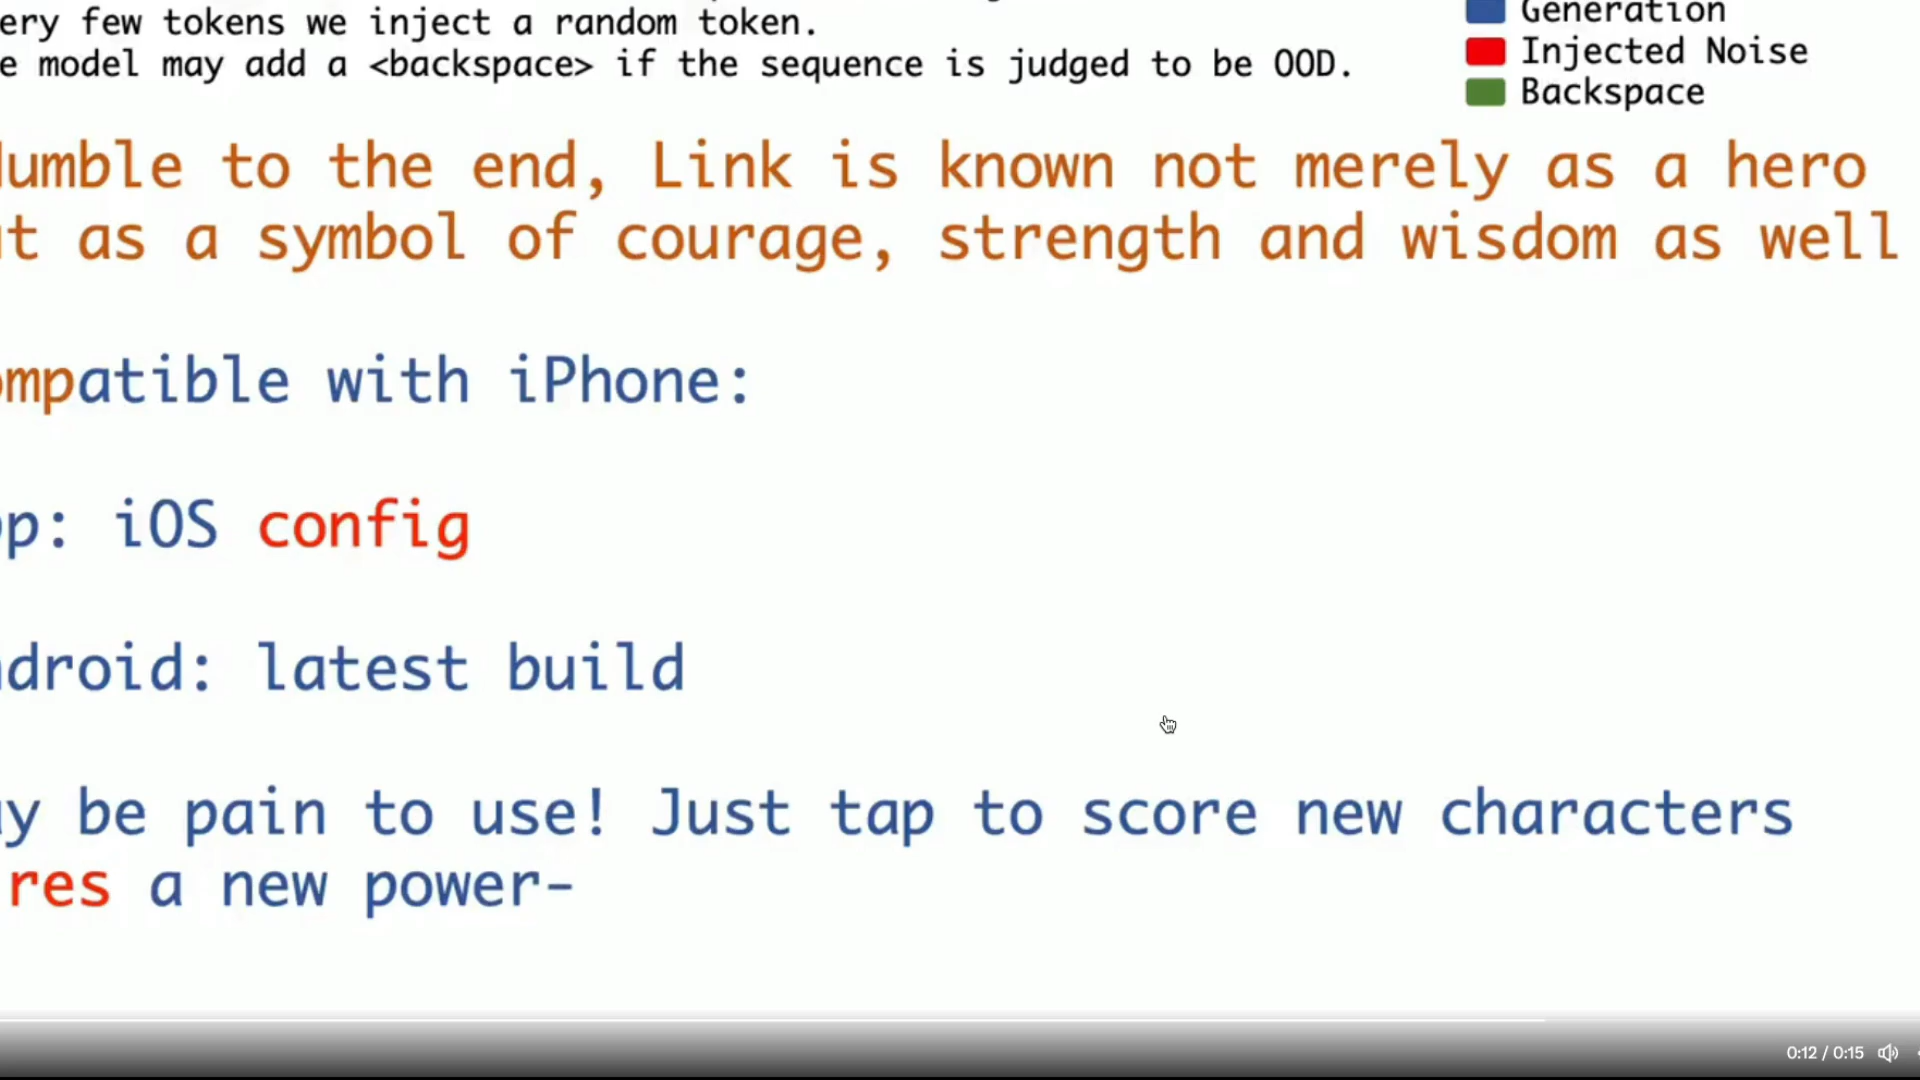 ery few tokens we inject a random token.
e model may add a <backspace> if the sequence is judged to be OOD.
Generation
Injected Noise
Backspace
umble to the end, Link is known not merely as a hero
t as a symbol of courage, strength and wisdom as well
ompatible with iPhone:
pp: iOS config
droid: latest build
y be pain to use! Just tap to score new characters
res a new power-
0:12 / 0:15